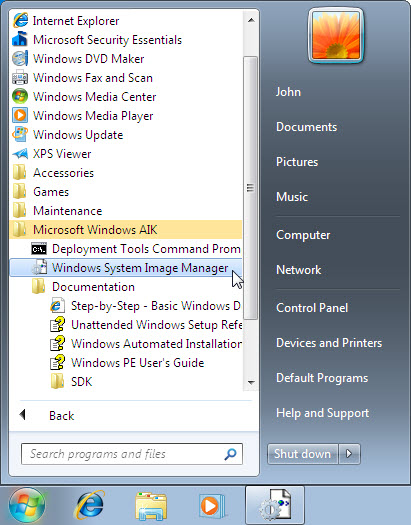 Internet Explorer
Microsoft Security Essentials
Windows DVD Maker
Windows Fax and Scan
Windows Media Center
Windows Media Player
Windows Update
XPS Viewer
Accessories
Games
Maintenance
Microsoft Windows AIK
Deployment Tools Command Prom
Windows System Image Manager
Documentation
Step-by-Step - Basic Windows D
Unattended Windows Setup Refe
Windows Automated Installation
Windows PE User's Guide
SDK
Back
Search programs and files
John
Documents
Pictures
Music
Computer
Network
Control Panel
Devices and Printers
Default Programs
Help and Support
Shut down